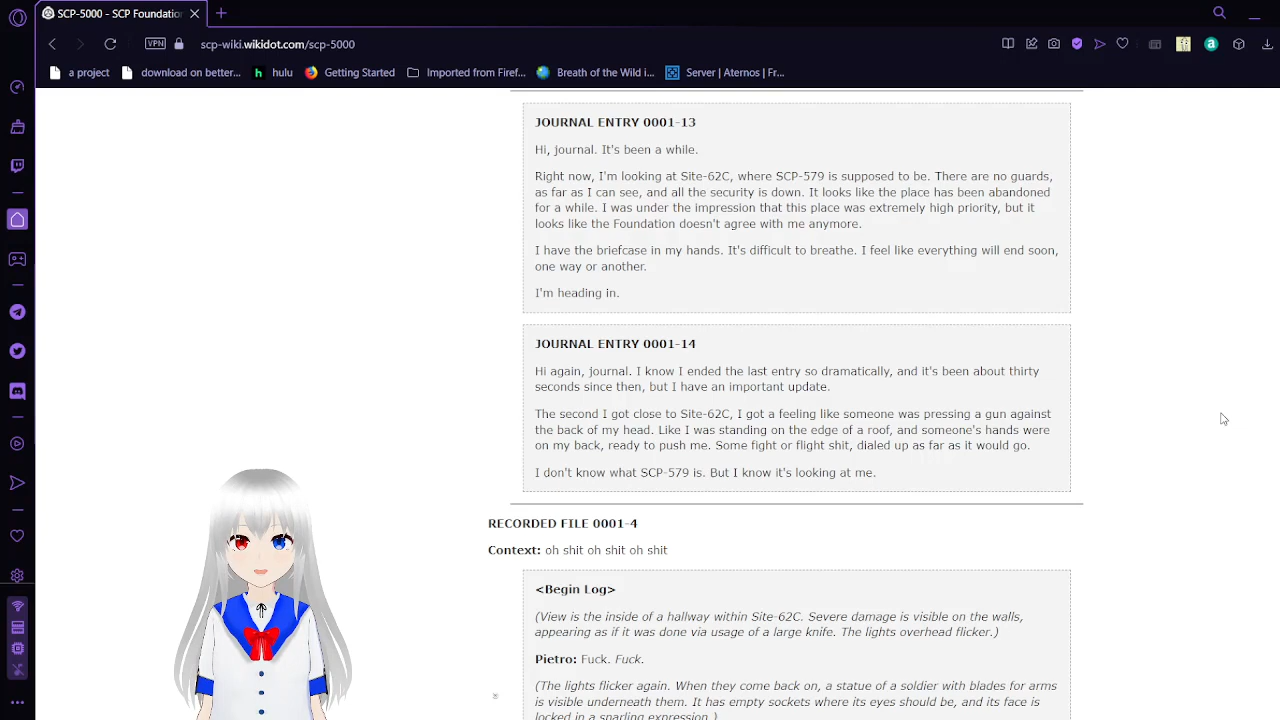 SCP-5000 - SCP Foundatio
VPN
scp-wiki.wikidot.com/scp-5000
a project
download on better...
h hulu
Getting Started
Imported from Firef...
Breath of the Wild i...
Server | Aternos | Fr...
JOURNAL ENTRY 0001-13
Hi, journal. It's been a while.
Right now, I'm looking at Site-62C, where SCP-579 is supposed to be. There are no guards,
as far as I can see, and all the security is down. It looks like the place has been abandoned
for a while. I was under the impression that this place was extremely high priority, but it
looks like the Foundation doesn't agree with me anymore.
I have the briefcase in my hands. It's difficult to breathe. I feel like everything will end soon,
one way or another.
I'm heading in.
JOURNAL ENTRY 0001-14
Hi again, journal. I know I ended the last entry so dramatically, and it's been about thirty
seconds since then, but I have an important update.
The second I got close to Site-62C, I got a feeling like someone was pressing a gun against
the back of my head. Like I was standing on the edge of a roof, and someone's hands were
on my back, ready to push me. Some fight or flight shit, dialed up as far as it would go.
I don't know what SCP-579 is. But I know it's looking at me.
RECORDED FILE 0001-4
Context: oh shit oh shit oh shit
<Begin Log>
(View is the inside of a hallway within Site-62C. Severe damage is visible on the walls,
appearing as if it was done via usage of a large knife. The lights overhead flicker.)
Pietro: Fuck. Fuck.
(The lights flicker again. When they come back on, a statue of a soldier with blades for arms
is visible underneath them. It has empty sockets where its eyes should be, and its face is
locked in a snarling expression.)